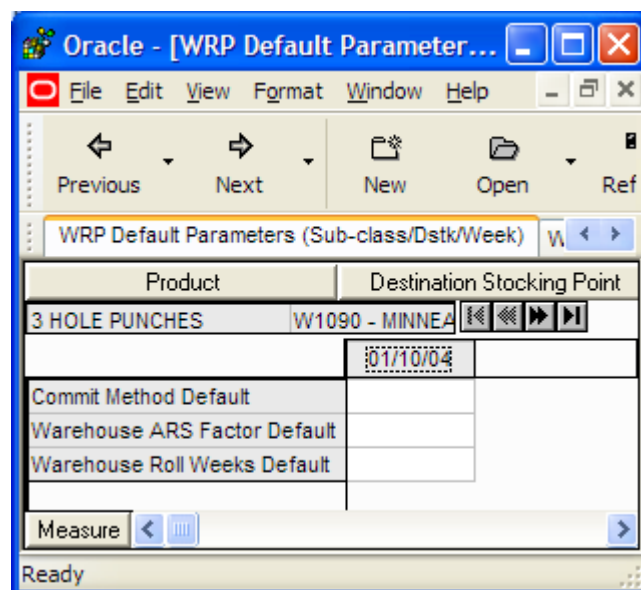 Oracle - [WRP Default Parameter...
File Edit View Format Window Help
Previous Next New Open Ref
WRP Default Parameters (Sub-class/Dstk/Week) W
Product Destination Stocking Point
3 HOLE PUNCHES W1090 - MINNEA
01/10/04
Commit Method Default
Warehouse ARS Factor Default
Warehouse Roll Weeks Default
Measure
Ready